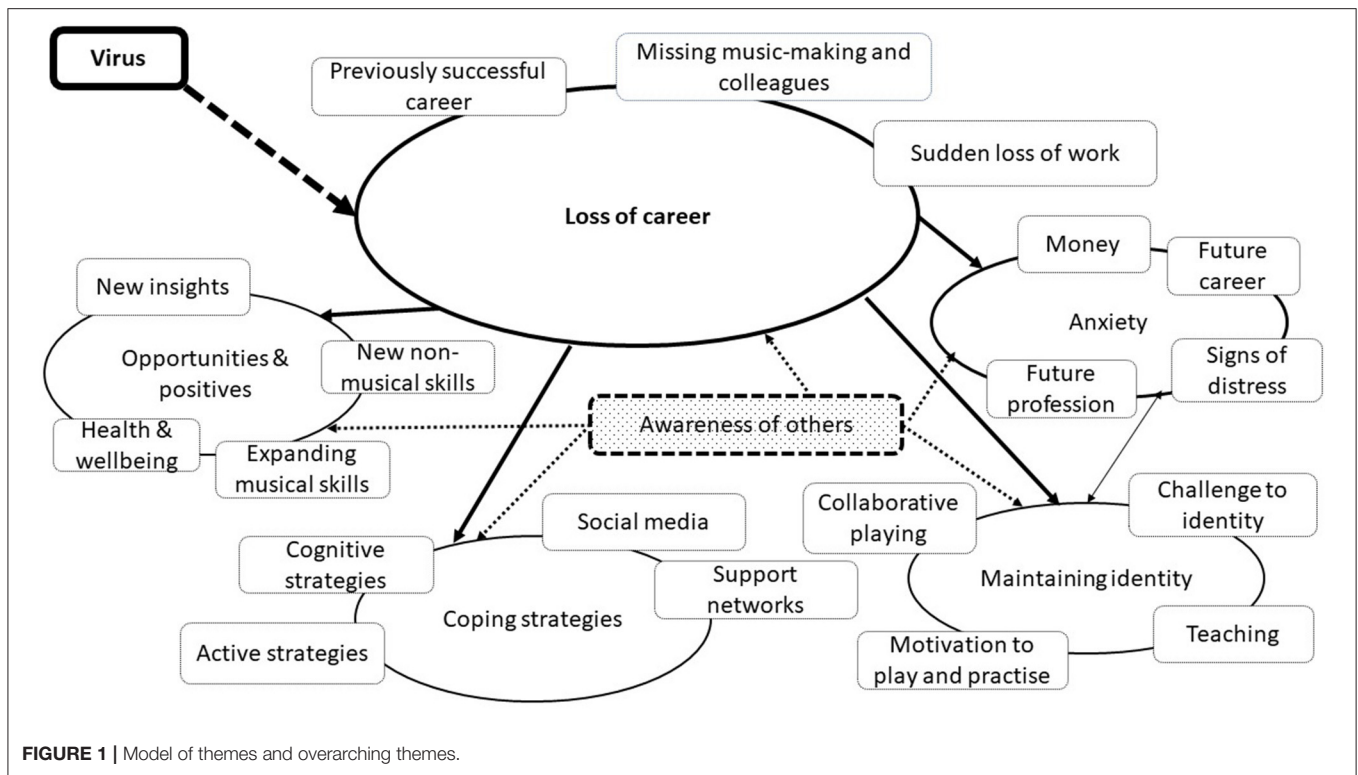 Virus
Previously successful
career
Missing music-making and
colleagues
Sudden loss of work
Loss of career
Money
Future
career
Anxiety
Signs of
distress
Future
profession
New insights
Opportunities &
positives
New non-
musical skills
Health &
wellbeing
Expanding
musical skills
Awareness of others
Social media
Cognitive
strategies
Support
networks
Coping strategies
Active strategies
Collaborative
playing
Challenge to
identity
Maintaining identity
Teaching
Motivation to
play and practise
FIGURE 1 | Model of themes and overarching themes.